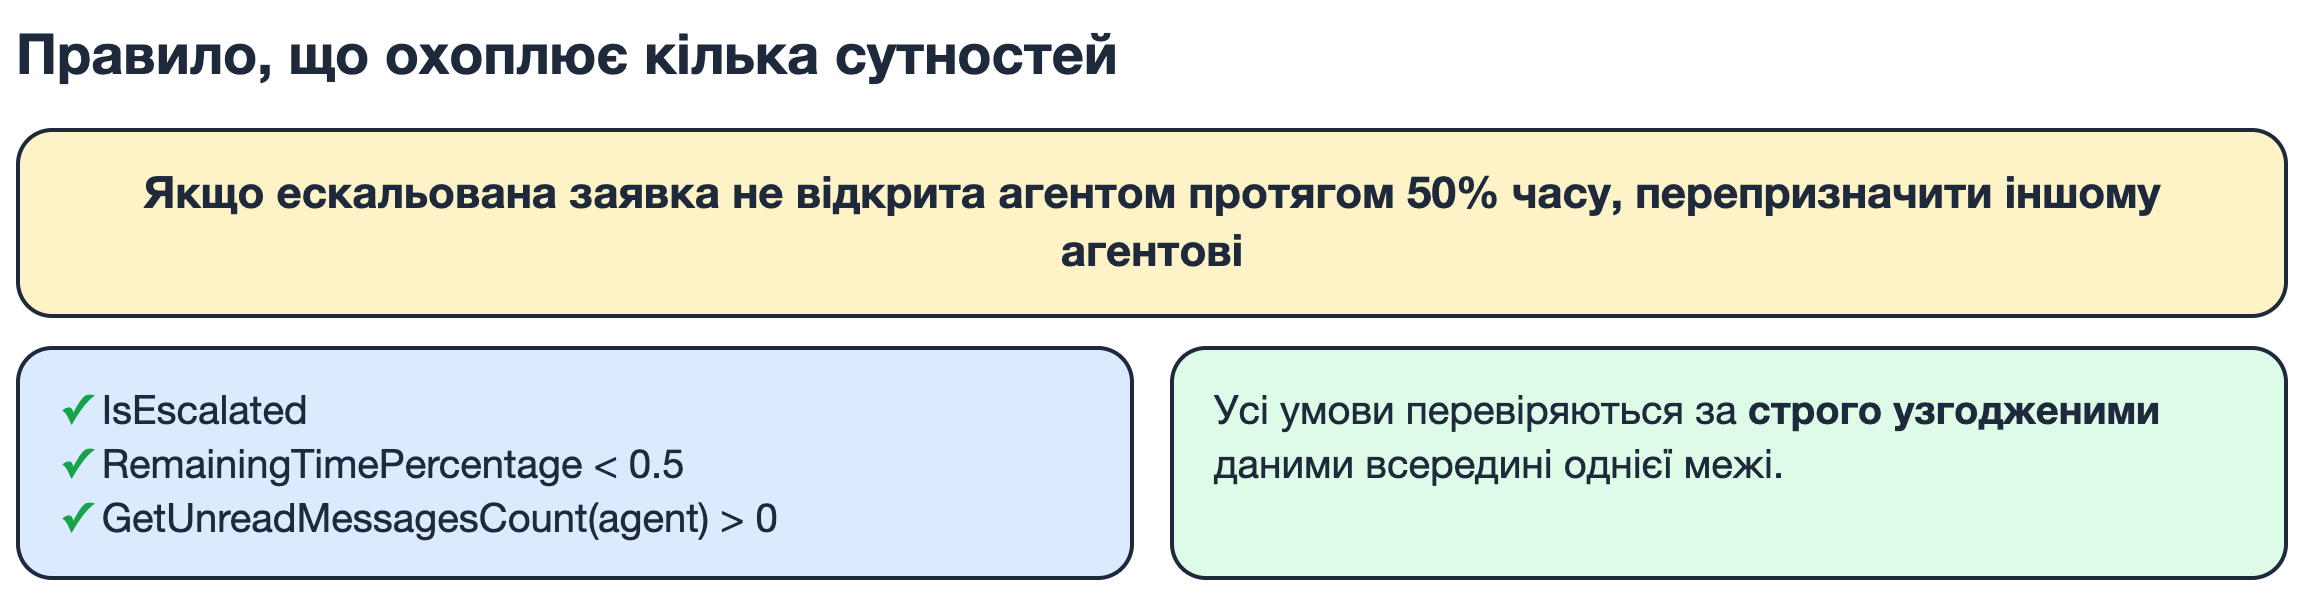 Правило, що охоплює кілька сутностей
Якщо ескальована заявка не відкрита агентом протягом 50% часу, перепризначити іншому
агентові
✓ IsEscalated
✓ RemainingTimePercentage < 0.5
✓ GetUnreadMessagesCount(agent) > 0
Усі умови перевіряються за строго узгодженими
даними всередині однієї межі.